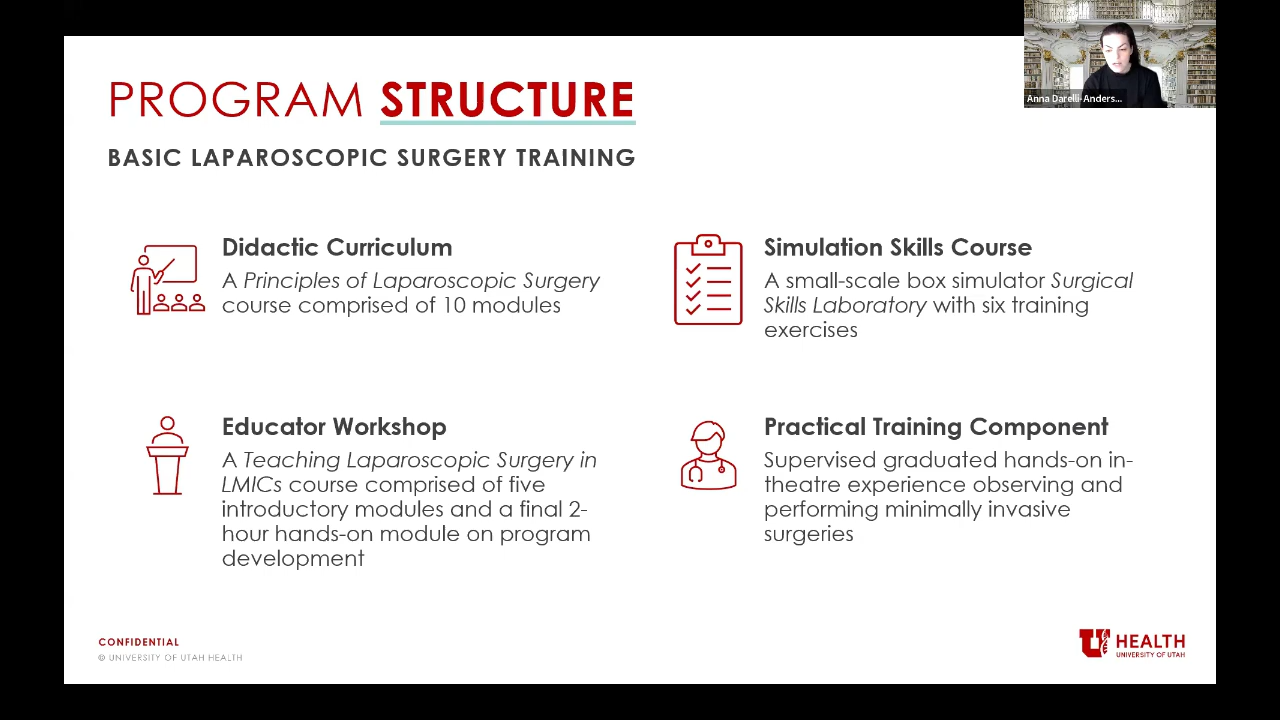 PROGRAM STRUCTURE
BASIC LAPAROSCOPIC SURGERY TRAINING
Didactic Curriculum
A Principles of Laparoscopic Surgery
course comprised of 10 modules
Simulation Skills Course
A small-scale box simulator Surgical
Skills Laboratory with six training
exercises
Educator Workshop
A Teaching Laparoscopic Surgery in
LMICs course comprised of five
introductory modules and a final 2-
hour hands-on module on program
development
Practical Training Component
Supervised graduated hands-on in-
theatre experience observing and
performing minimally invasive
surgeries
CONFIDENTIAL
© UNIVERSITY OF UTAH HEALTH
U HEALTH
UNIVERSITY OF UTAH
Anna Darelli-Anders...